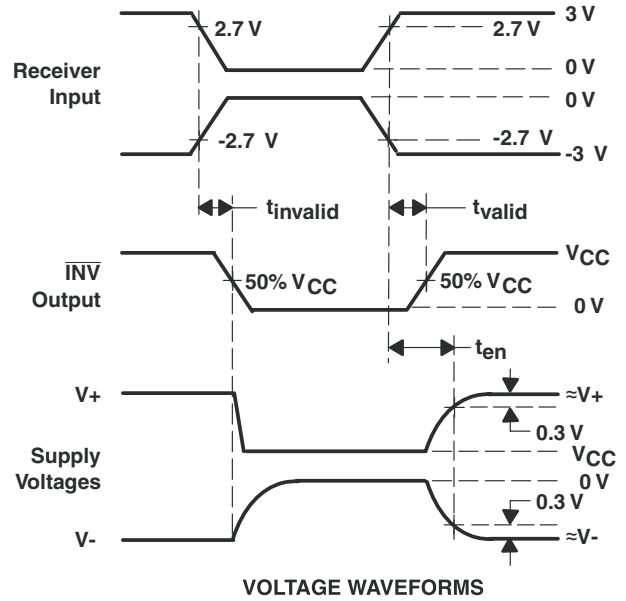 3 V
2.7 V
2.7 V
Receiver
Input
0 V
0 V
-2.7 V
-2.7 V
-3 V
tinvalid
tvalid
INV
Output
VCC
50% VCC
50% VCC
0 V
ten
V+
≈V+
0.3 V
Supply
Voltages
VCC
0 V
0.3 V
V-
≈V-
VOLTAGE WAVEFORMS